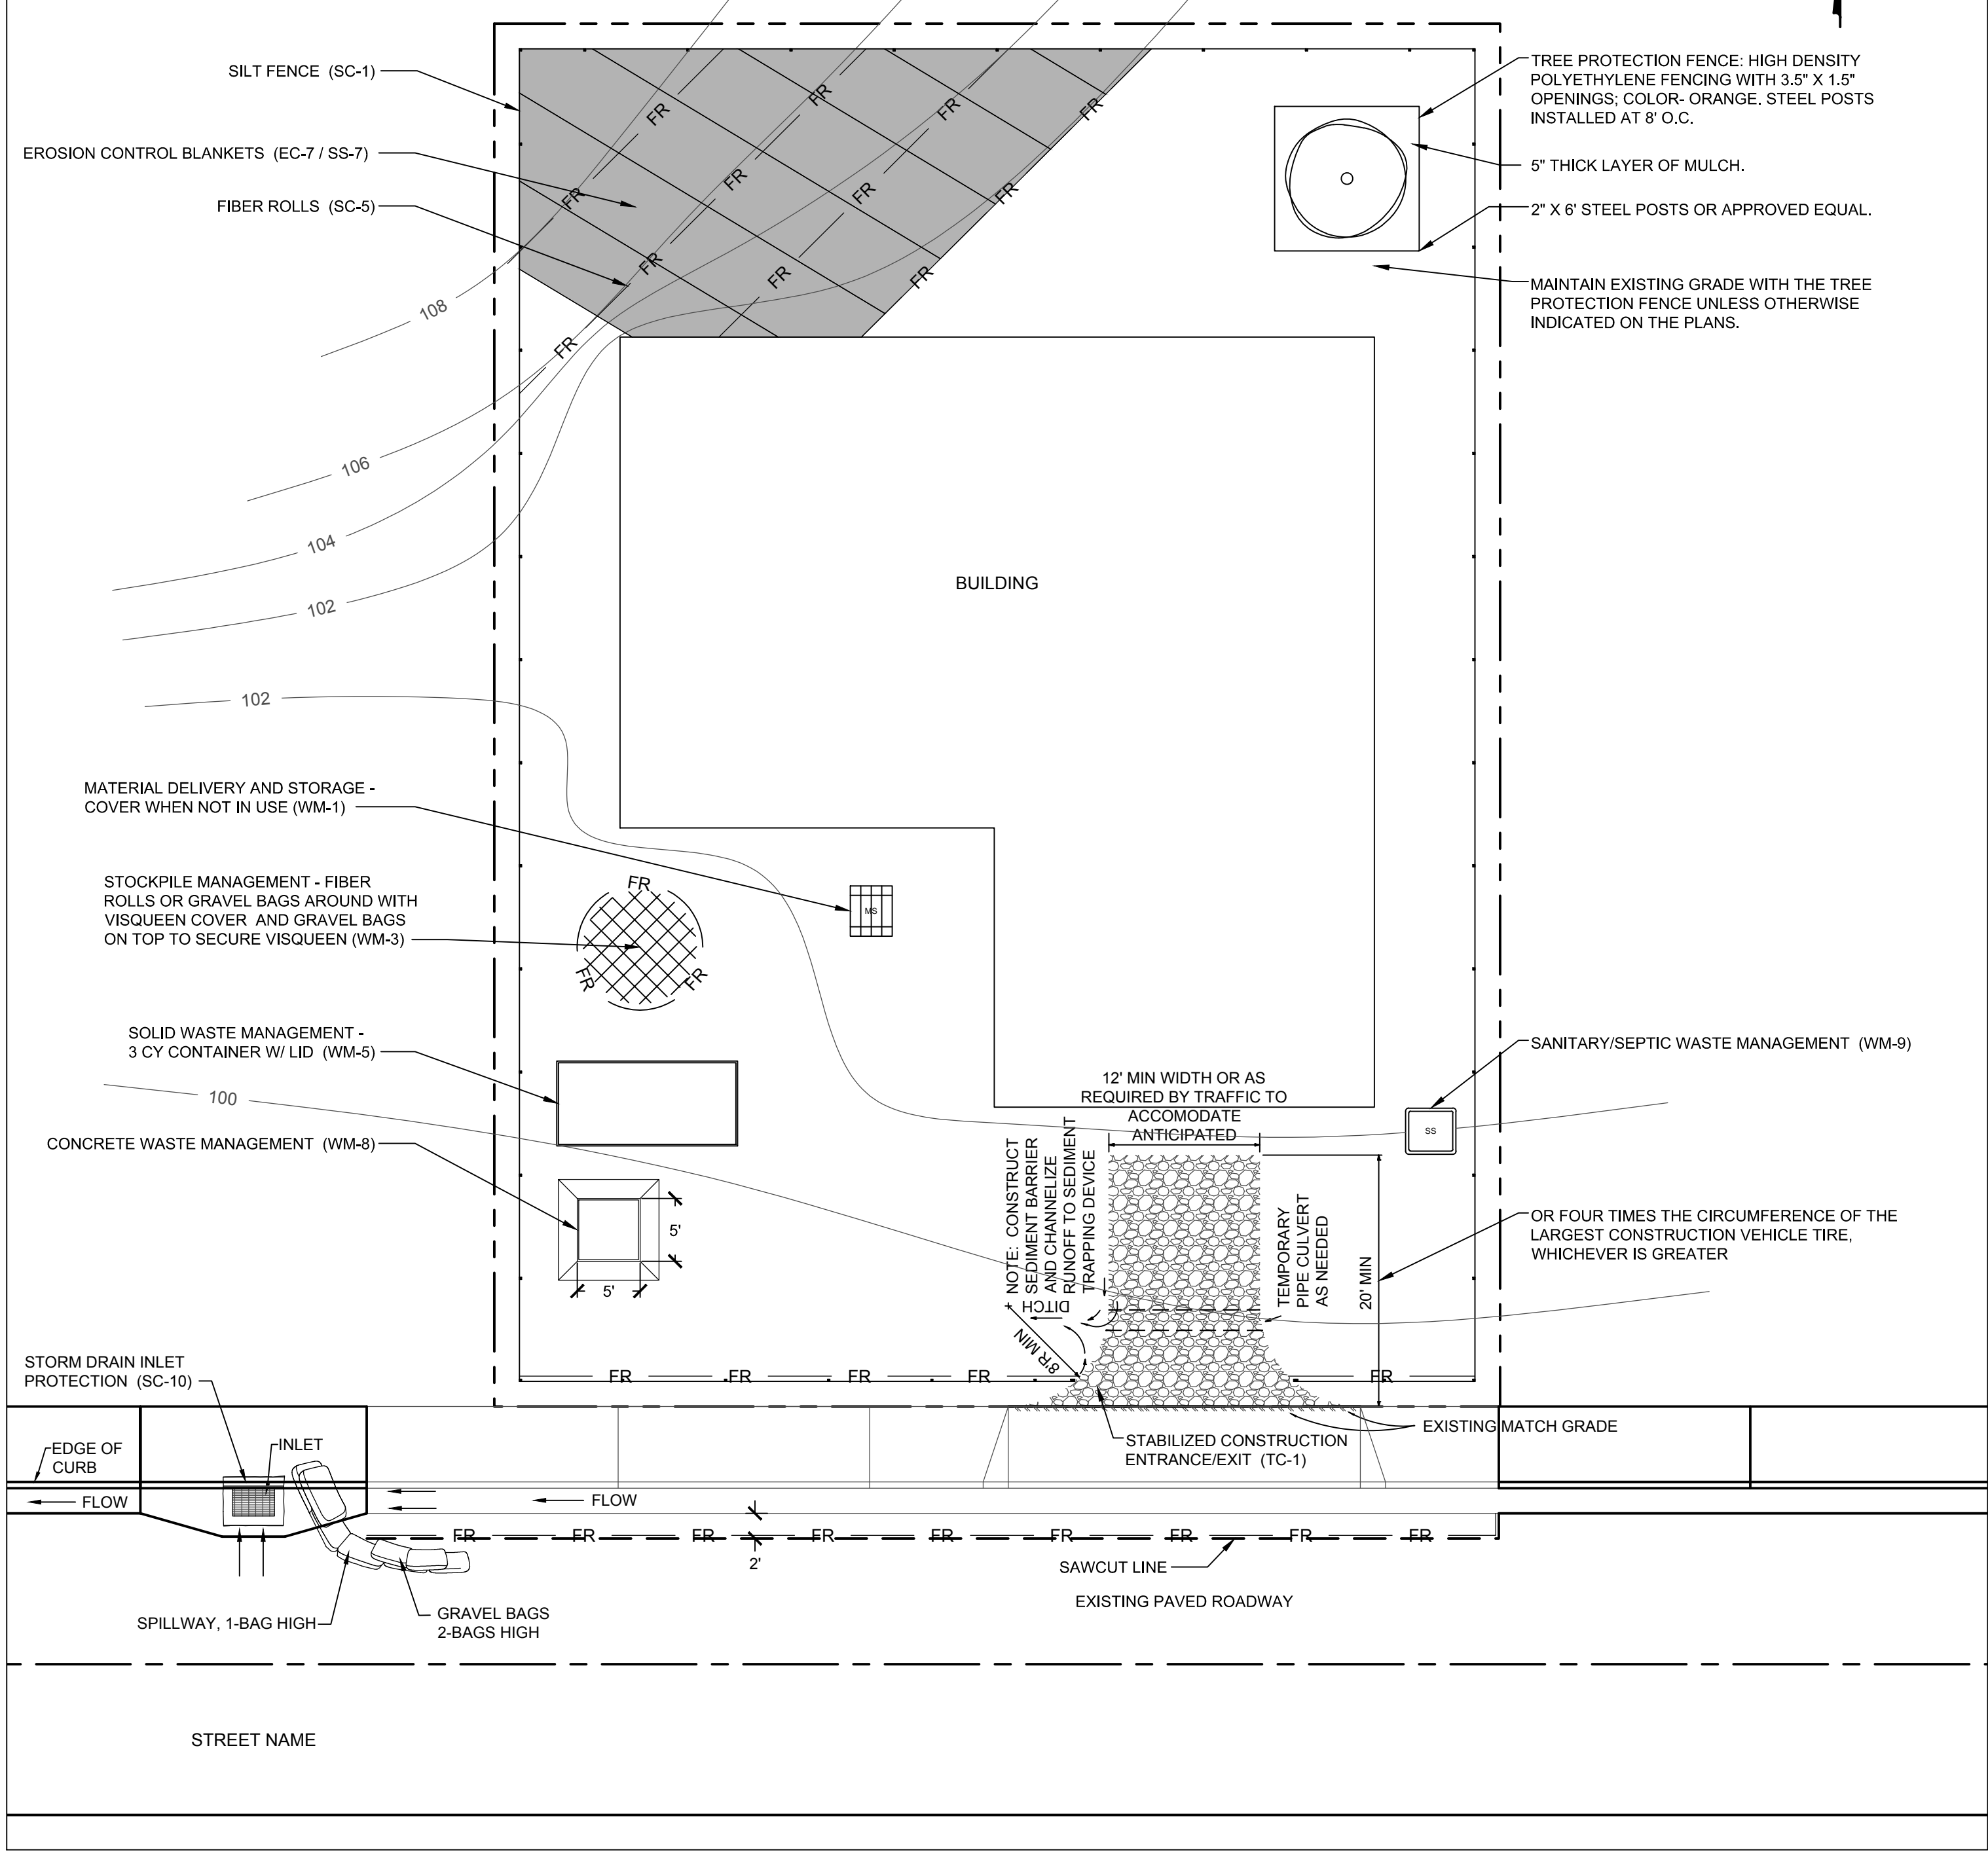 SILT FENCE (SC-1)
EROSION CONTROL BLANKETS (EC-7 / SS-7)
FIBER ROLLS (SC-5)
FR
FR
FR
FR
FR
FR
FR
FR
FR
FR
FR
FR
FR
TREE PROTECTION FENCE: HIGH DENSITY
POLYETHYLENE FENCING WITH 3.5" X 1.5"
OPENINGS; COLOR- ORANGE. STEEL POSTS
INSTALLED AT 8' O.C.
5" THICK LAYER OF MULCH.
2" X 6' STEEL POSTS OR APPROVED EQUAL.
MAINTAIN EXISTING GRADE WITH THE TREE
PROTECTION FENCE UNLESS OTHERWISE
INDICATED ON THE PLANS.
108
106
104
102
102
BUILDING
MATERIAL DELIVERY AND STORAGE -
COVER WHEN NOT IN USE (WM-1)
MS
STOCKPILE MANAGEMENT - FIBER
ROLLS OR GRAVEL BAGS AROUND WITH
VISQUEEN COVER AND GRAVEL BAGS
ON TOP TO SECURE VISQUEEN (WM-3)
FR
FR
FR
SOLID WASTE MANAGEMENT -
3 CY CONTAINER W/ LID (WM-5)
100
CONCRETE WASTE MANAGEMENT (WM-8)
5'
5'
12' MIN WIDTH OR AS
REQUIRED BY TRAFFIC TO
ACCOMODATE
ANTICIPATED
SANITARY/SEPTIC WASTE MANAGEMENT (WM-9)
SS
NOTE: CONSTRUCT
SEDIMENT BARRIER
AND CHANNELIZE
RUNOFF TO SEDIMENT
TRAPPING DEVICE
DITCH
8'R MIN
TEMPORARY
PIPE CULVERT
AS NEEDED
20' MIN
OR FOUR TIMES THE CIRCUMFERENCE OF THE
LARGEST CONSTRUCTION VEHICLE TIRE,
WHICHEVER IS GREATER
STORM DRAIN INLET
PROTECTION (SC-10)
FR FR FR FR FR
EXISTING MATCH GRADE
STABILIZED CONSTRUCTION
ENTRANCE/EXIT (TC-1)
EDGE OF
CURB
INLET
FLOW
FLOW
FR FR FR FR FR FR FR FR FR
2'
SAWCUT LINE
EXISTING PAVED ROADWAY
SPILLWAY, 1-BAG HIGH
GRAVEL BAGS
2-BAGS HIGH
STREET NAME